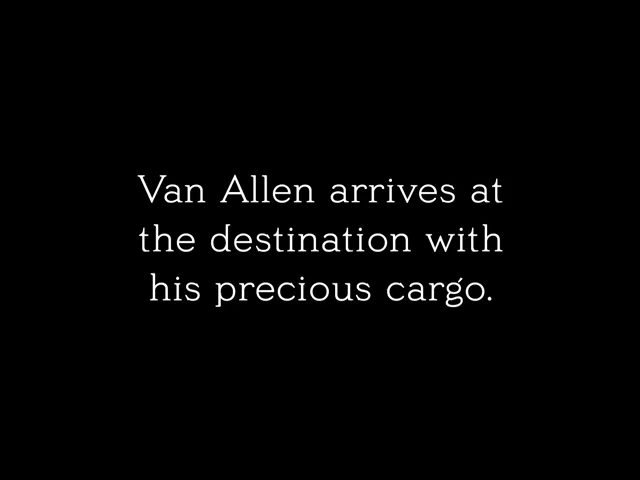 Van Allen arrives at
the destination with
his precious cargo.